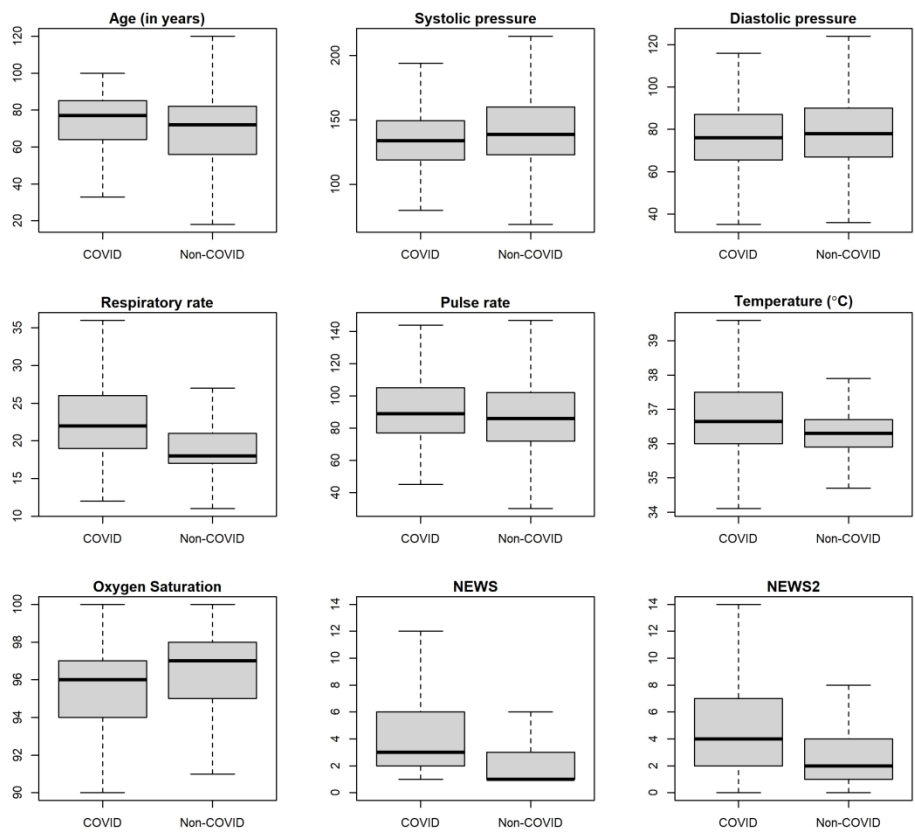 Age (in years)
120
100
80
60
40
20
COVID
Non-COVID
Systolic pressure
200
150
100
COVID
Non-COVID
Diastolic pressure
120
100
80
60
40
COVID
Non-COVID
Respiratory rate
35
30
25
20
15
10
COVID
Non-COVID
Pulse rate
140
120
100
80
60
40
COVID
Non-COVID
Temperature (°C)
39
38
37
36
35
34
COVID
Non-COVID
Oxygen Saturation
100
98
96
94
92
90
COVID
Non-COVID
NEWS
14
12
10
8
6
4
2
0
COVID
Non-COVID
NEWS2
14
12
10
8
6
4
2
0
COVID
Non-COVID